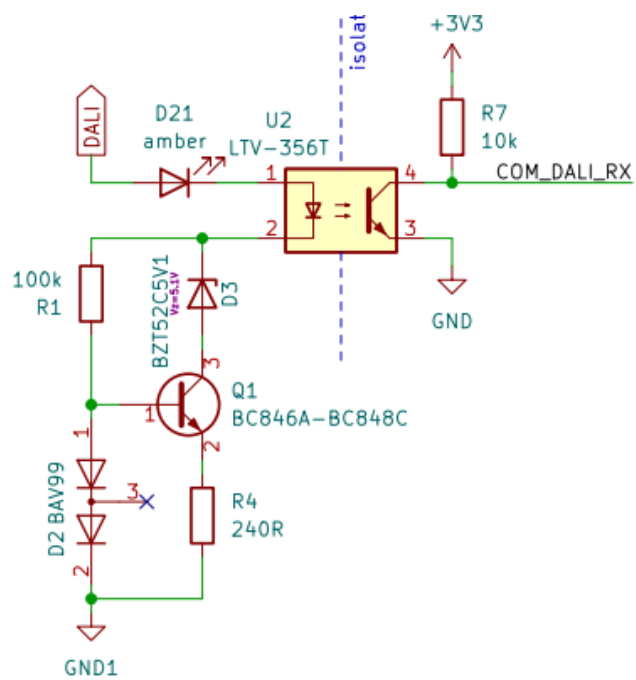 isolat
+3V3
DALI
D21
amber
U2
LTV-356T
R7
10k
1
4
COM_DALI_RX
2
3
100k
R1
BZT52C5V1
Vz=5.1V
D3
GND
3
Q1
1
BC846A-BC848C
1
2
D2 BAV99
3
R4
240R
2
GND1